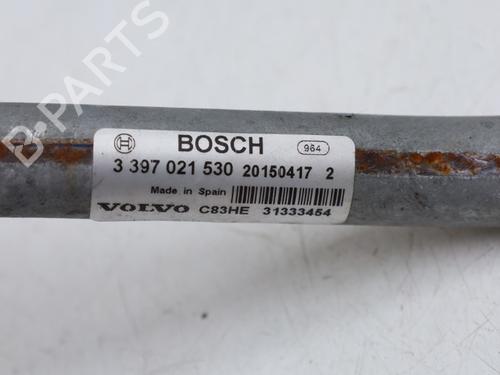 BOSCH 964
3 397 021 530 20150417 2
Made in Spain
VOLVO C83HE 31333454
B-PARTS